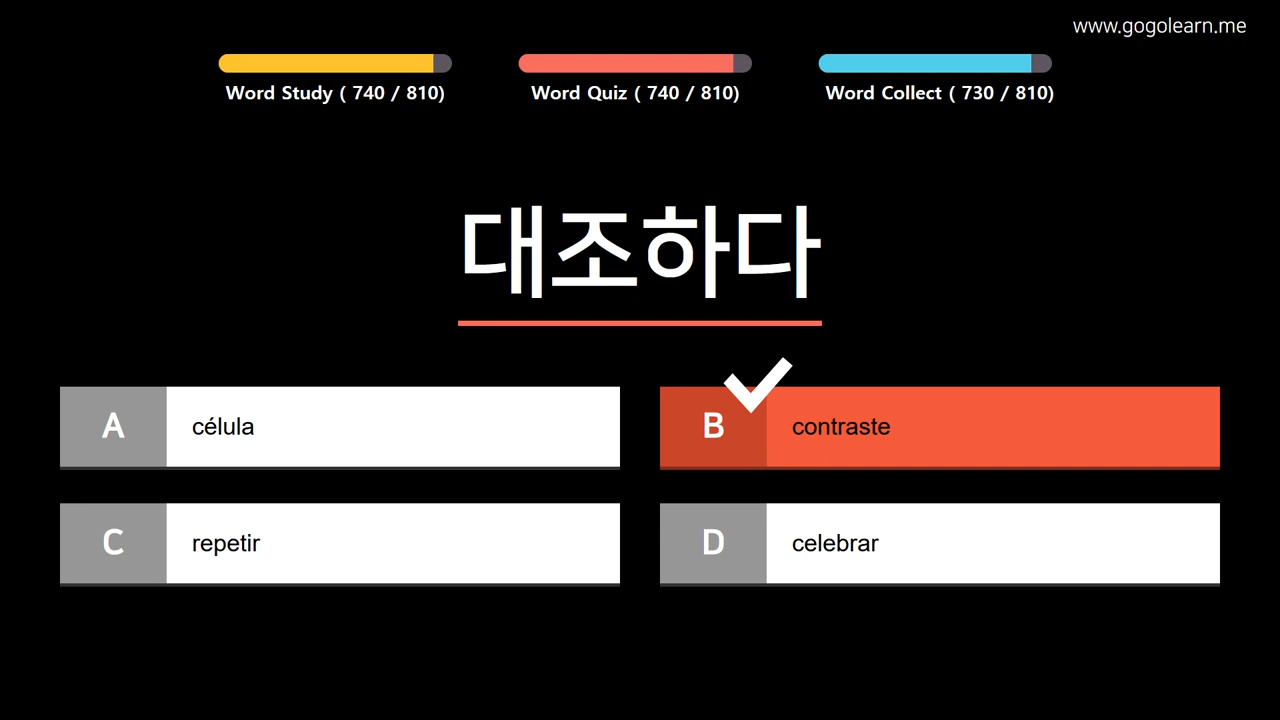 www.gogolearn.me
Word Study ( 740 / 810)
Word Quiz ( 740 / 810)
Word Collect ( 730 / 810)
대조하다
A
célula
B
contraste
C
repetir
D
celebrar